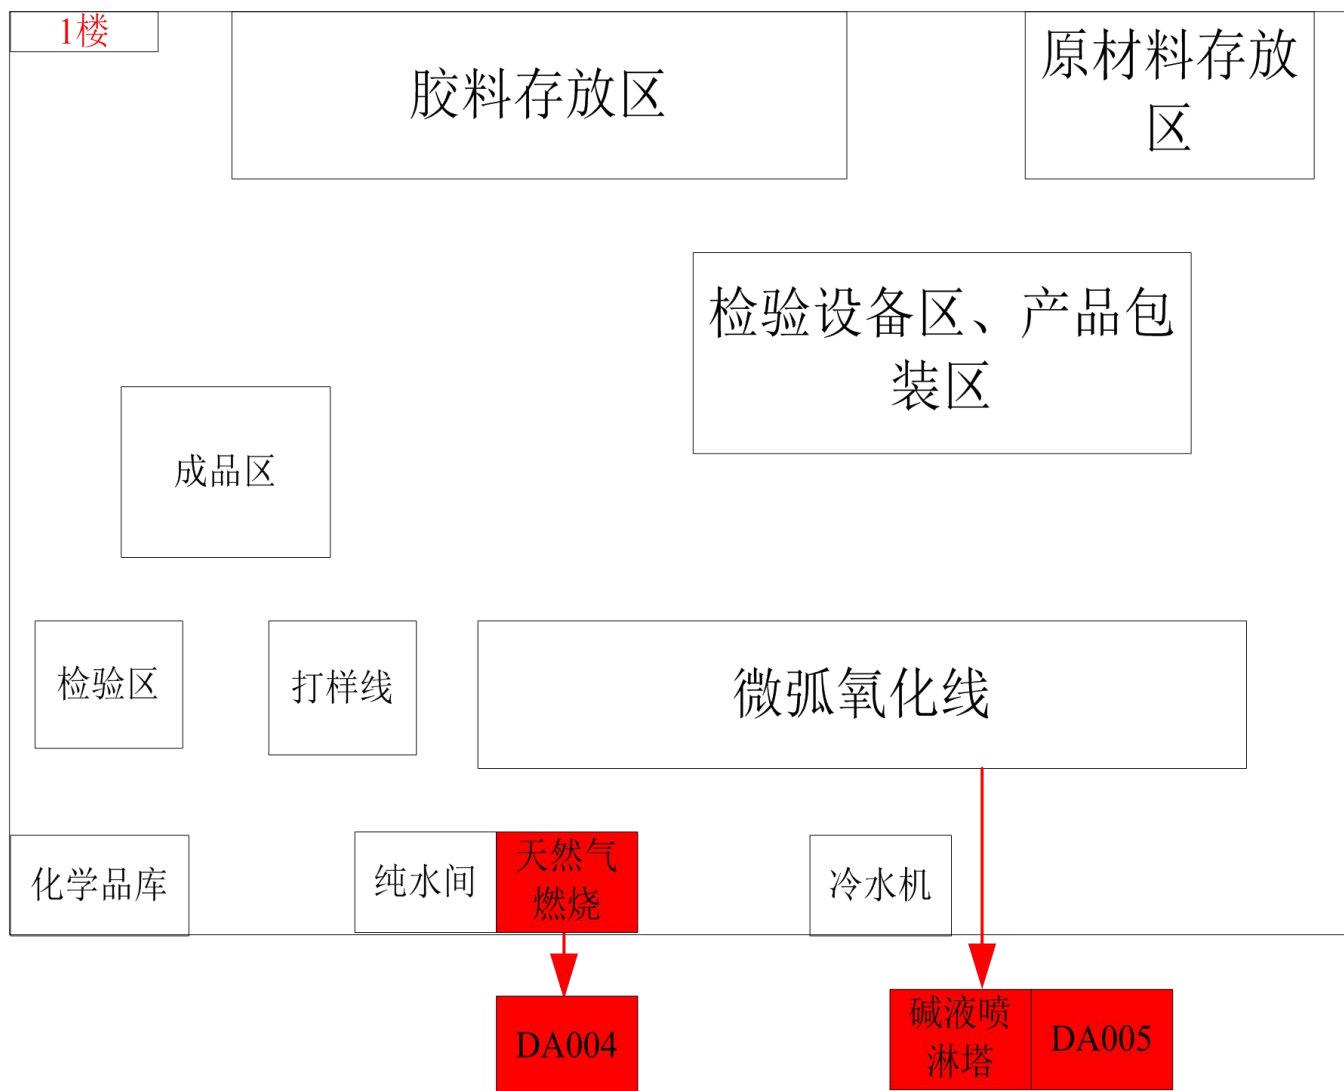 1楼
胶料存放区
原材料存放
区
检验设备区、产品包
装区
成品区
检验区
打样线
微弧氧化线
化学品库
纯水间
天然气
燃烧
冷水机
DA004
碱液喷
淋塔
DA005